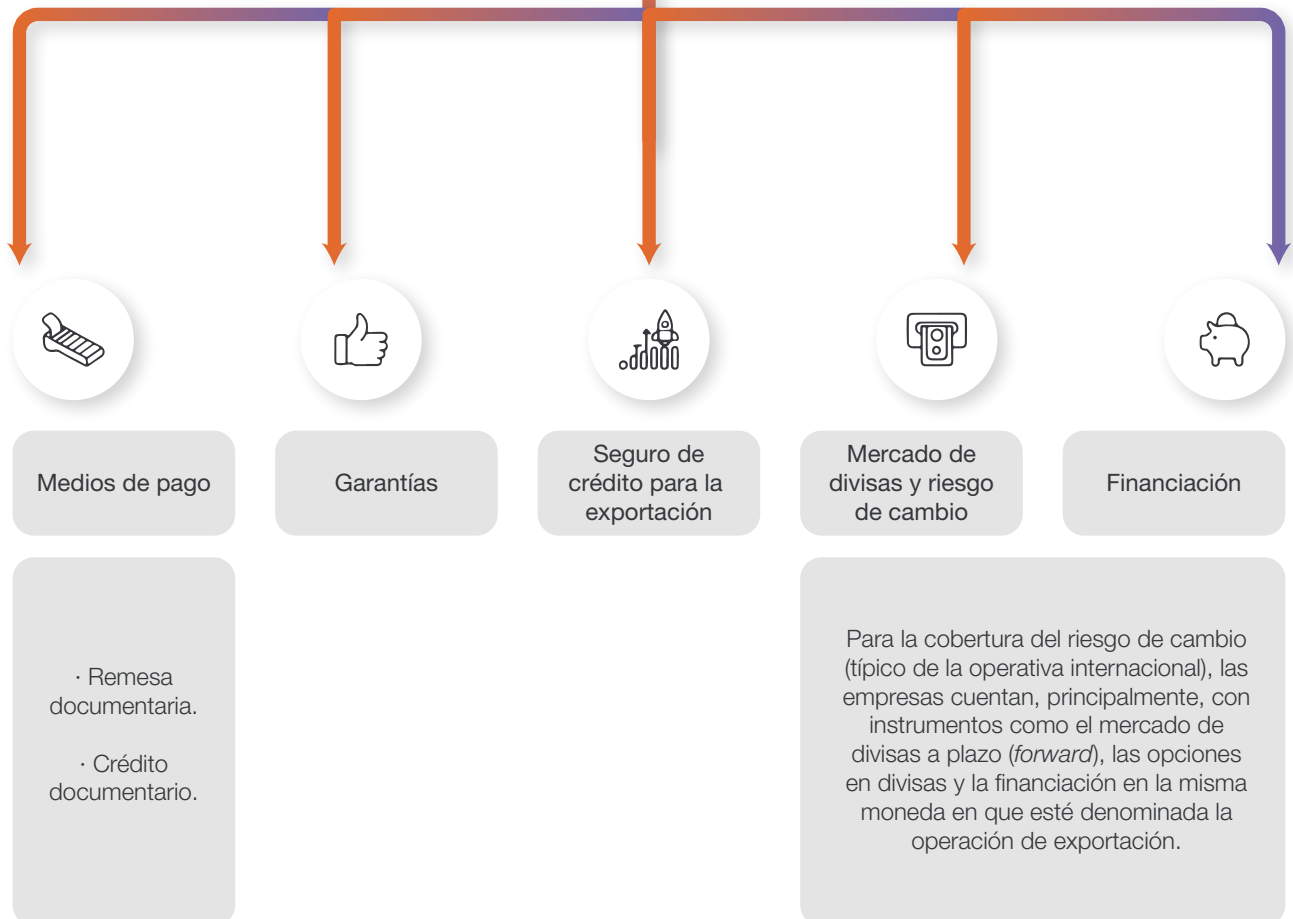 Medios de pago
Garantías
Seguro de
crédito para la
exportación
Mercado de
divisas y riesgo
de cambio
Financiación
· Remesa
documentaria.
· Crédito
documentario.
Para la cobertura del riesgo de cambio
(típico de la operativa internacional), las
empresas cuentan, principalmente, con
instrumentos como el mercado de
divisas a plazo (forward), las opciones
en divisas y la financiación en la misma
moneda en que esté denominada la
operación de exportación.